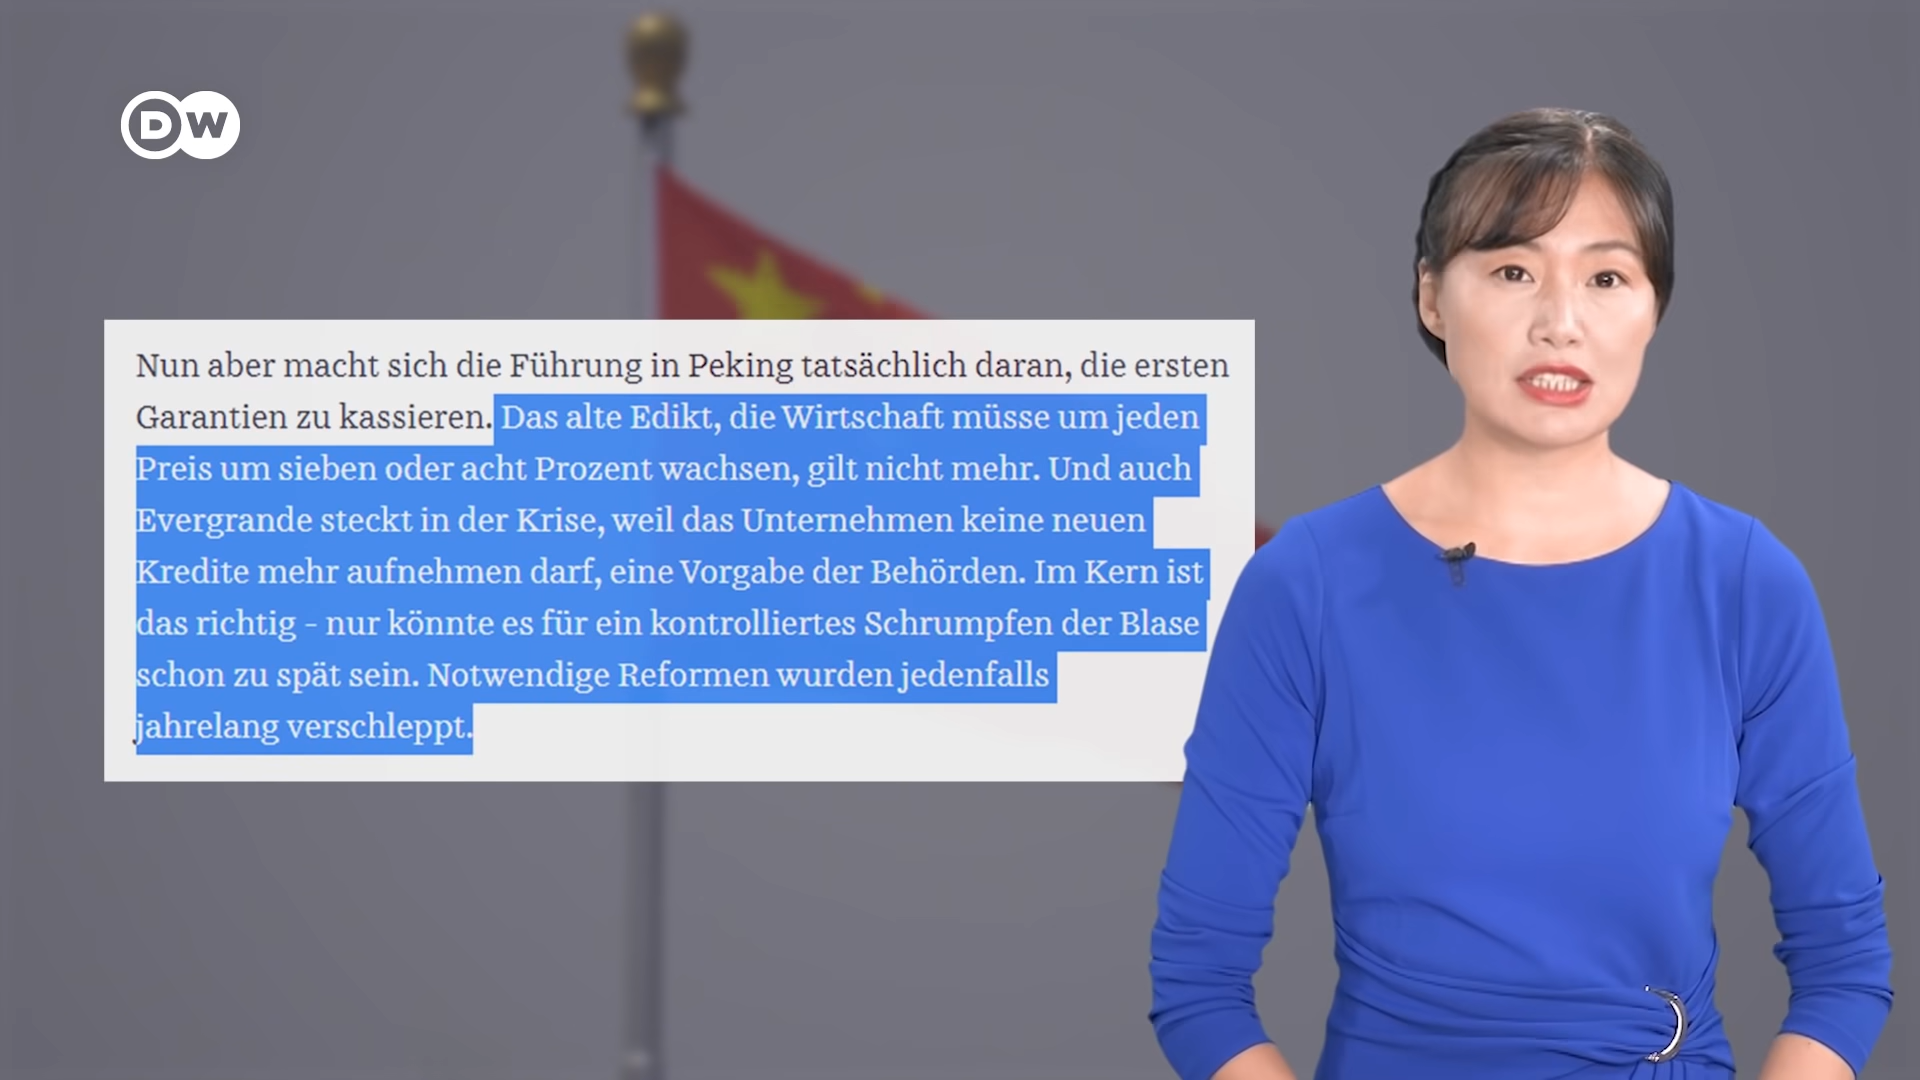 DW
Nun aber macht sich die Führung in Peking tatsächlich daran, die ersten
Garantien zu kassieren. Das alte Edikt, die Wirtschaft müsse um jeden
Preis um sieben oder acht Prozent wachsen, gilt nicht mehr. Und auch
Evergrande steckt in der Krise, weil das Unternehmen keine neuen
Kredite mehr aufnehmen darf, eine Vorgabe der Behörden. Im Kern ist
das richtig - nur könnte es für ein kontrolliertes Schrumpfen der Blase
schon zu spät sein. Notwendige Reformen wurden jedenfalls
jahrelang verschleppt.